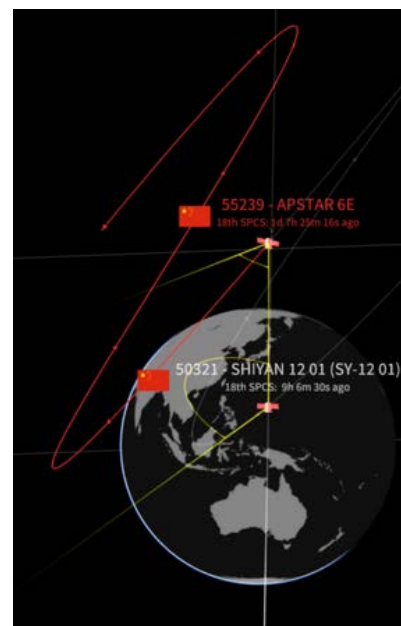 55239 - APSTAR 6E
18th SPCS: 1d 7h 25m 16s ago
50321 - SHIYAN 12 01 (SY-12 01)
18th SPCS: 9h 6m 30s ago